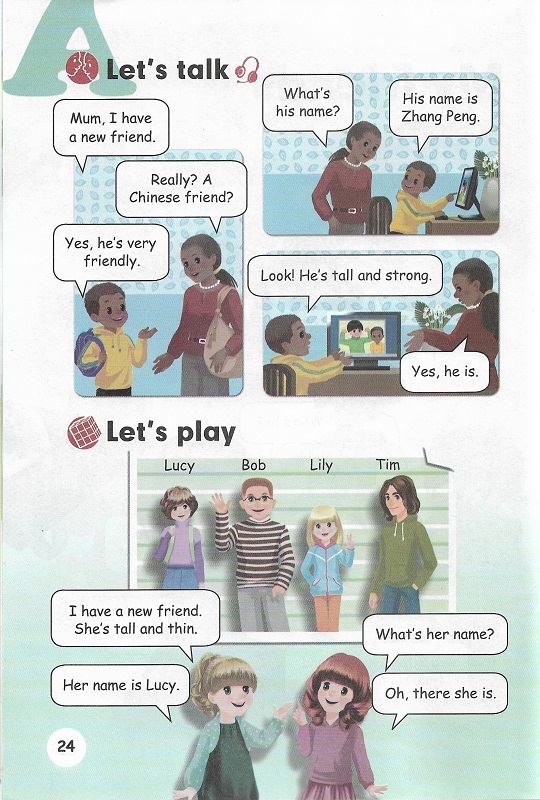 A
Let's talk
Mum, I have
a new friend.
Really? A
Chinese friend?
Yes, he's very
friendly.
What's
his name?
His name is
Zhang Peng.
Look! He's tall and strong.
Yes, he is.
Let's play
Lucy Bob Lily Tim
I have a new friend.
She's tall and thin.
What's her name?
Her name is Lucy.
Oh, there she is.
24